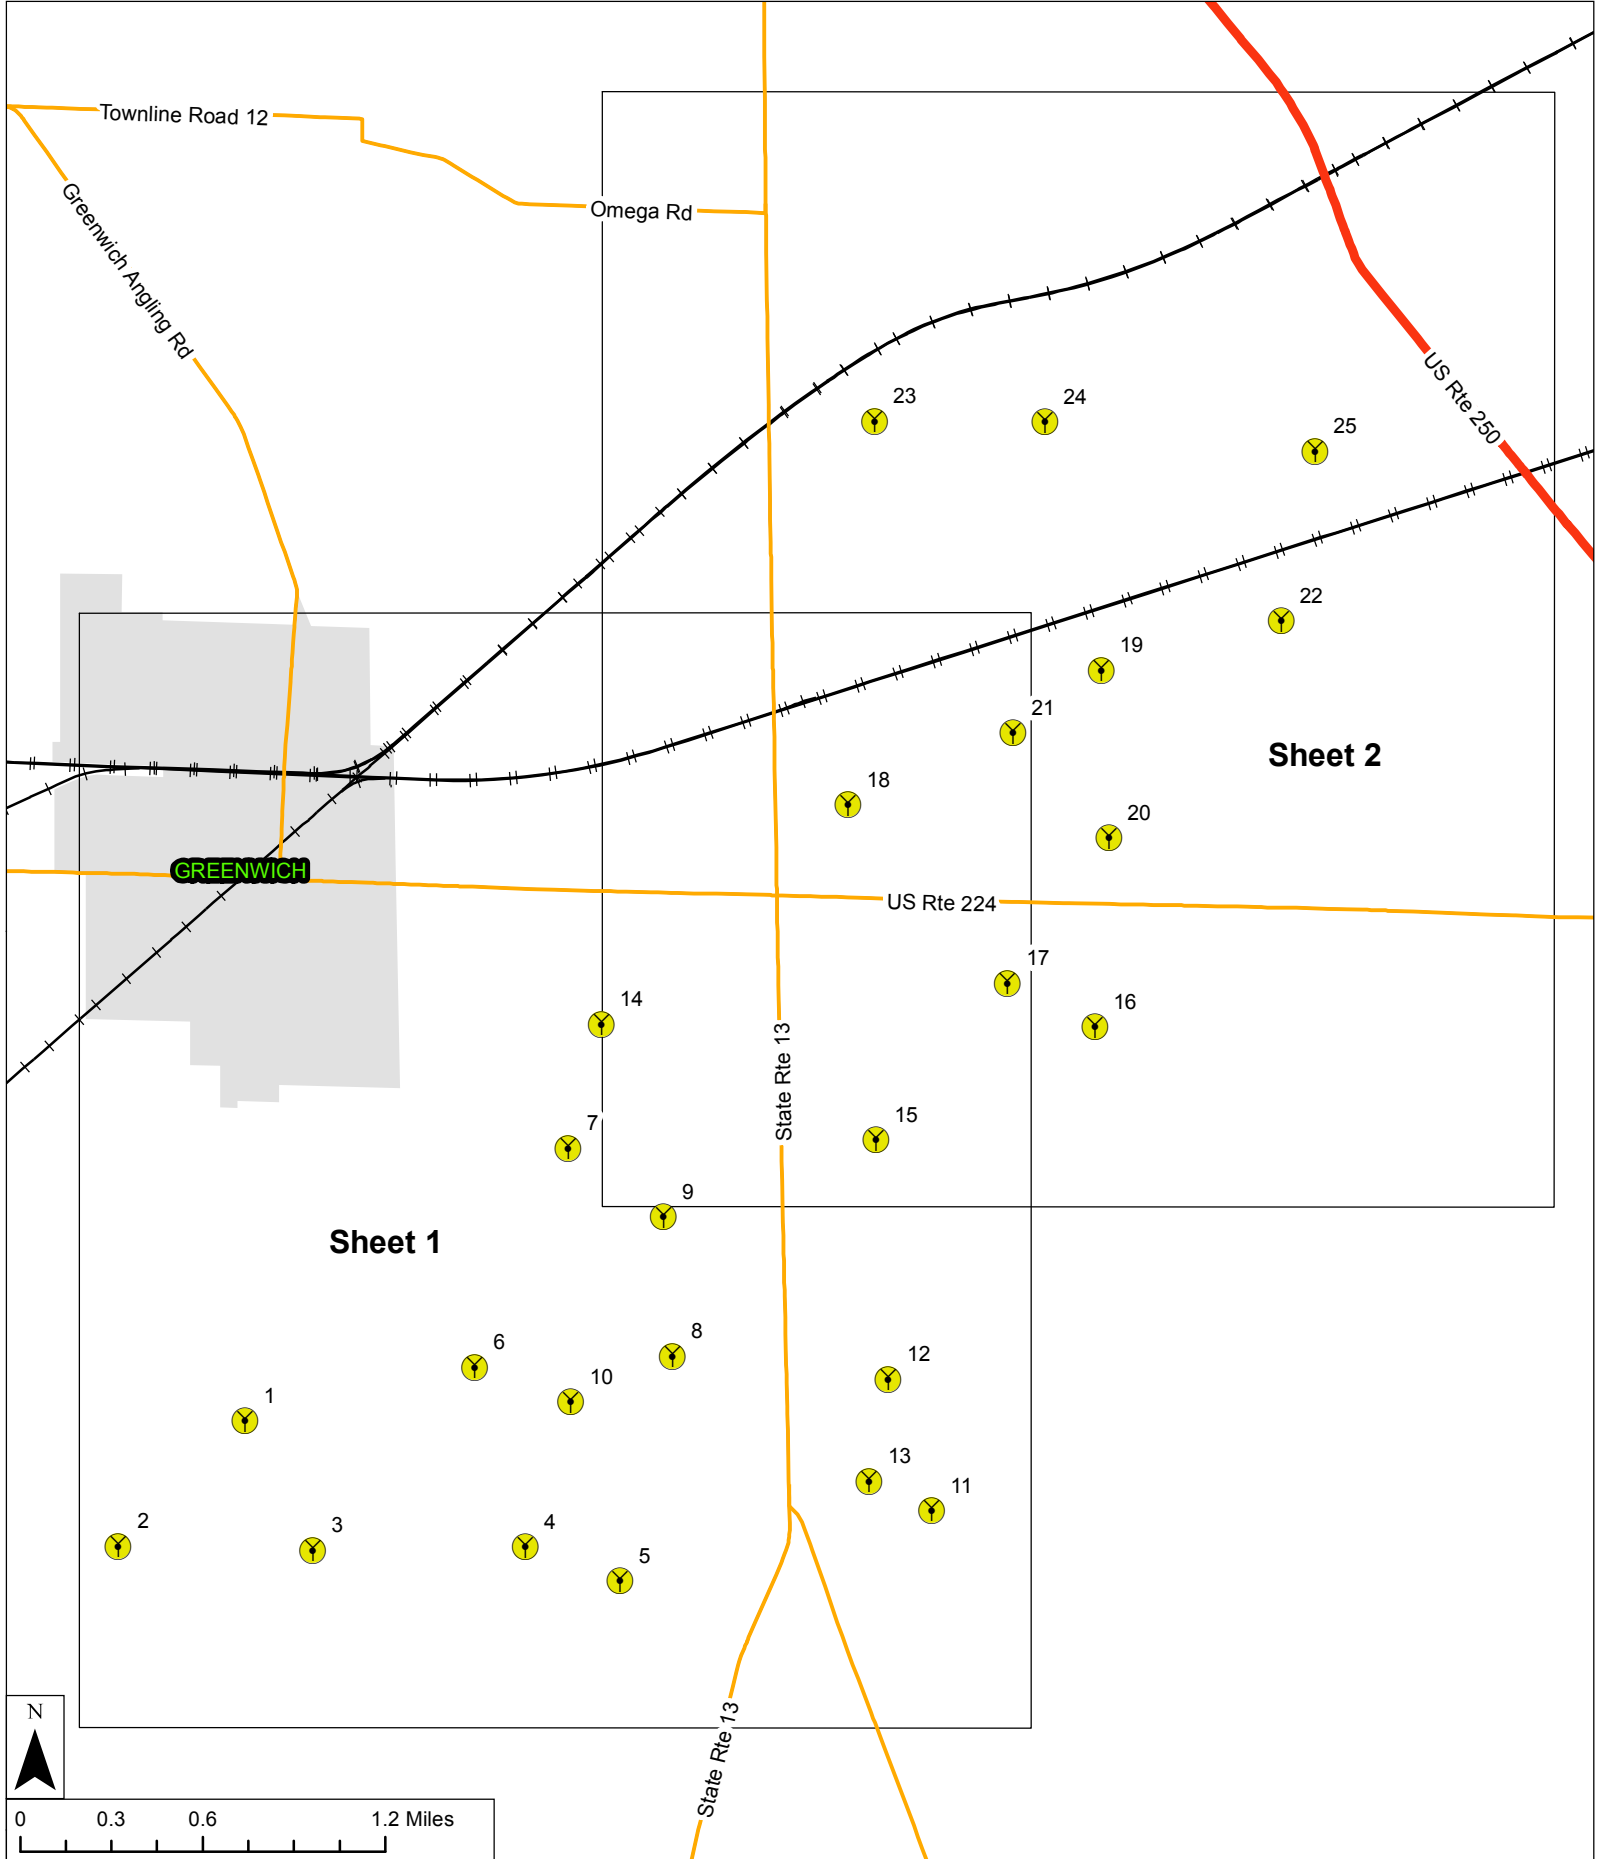 Townline Road 12
Greenwich Angling Rd
Omega Rd
US Rte 250
23
24
25
22
19
21
Sheet 2
18
20
GREENWICH
US Rte 224
17
14
16
State Rte 13
15
7
9
Sheet 1
8
6
12
10
1
13
11
2
3
4
5
State Rte 13
N
0 0.3 0.6 1.2 Miles